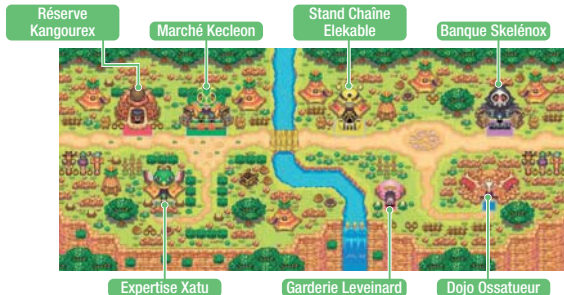 Réserve
Kangourex
Marché Kecleon
Stand Chaîne
Elekable
Banque Skelénox
Expertise Xatu
Garderie Leveinard
Dojo Ossatueur